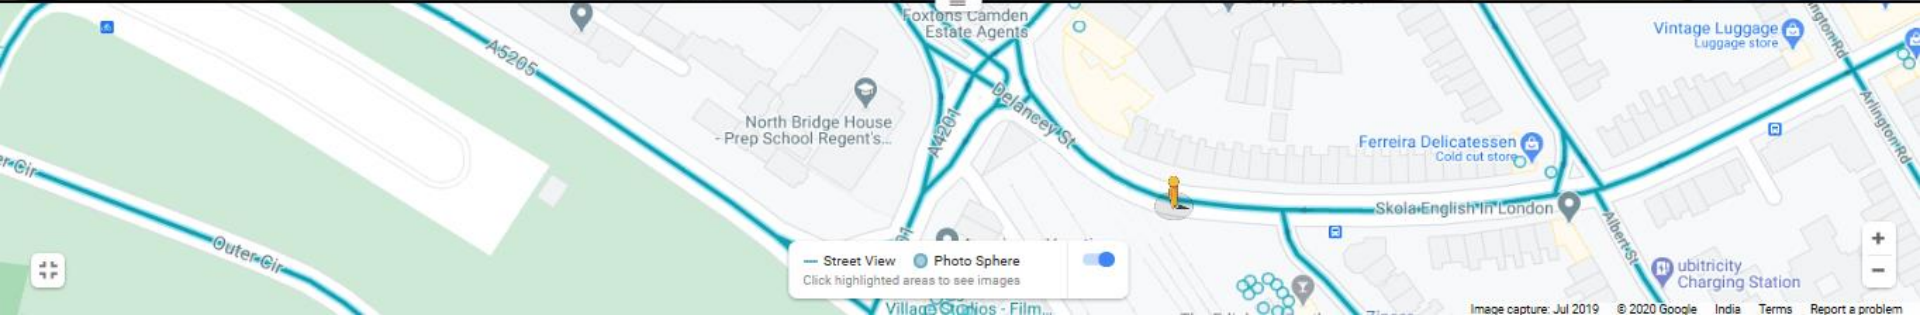 Foxtons Camden
Estate Agents
A5205
Vintage Luggage
Luggage store
North Bridge House
- Prep School Regent's...
A4201
Delancey St
Ferreira Delicatessen
Cold cut store
Arlington Rd
Outer Cir
Skola English In London
Albert St
Street View
Photo Sphere
Click highlighted areas to see images
ubitricity
Charging Station
Village Studios - Film...
Image capture: Jul 2019 © 2020 Google India Terms Report a problem